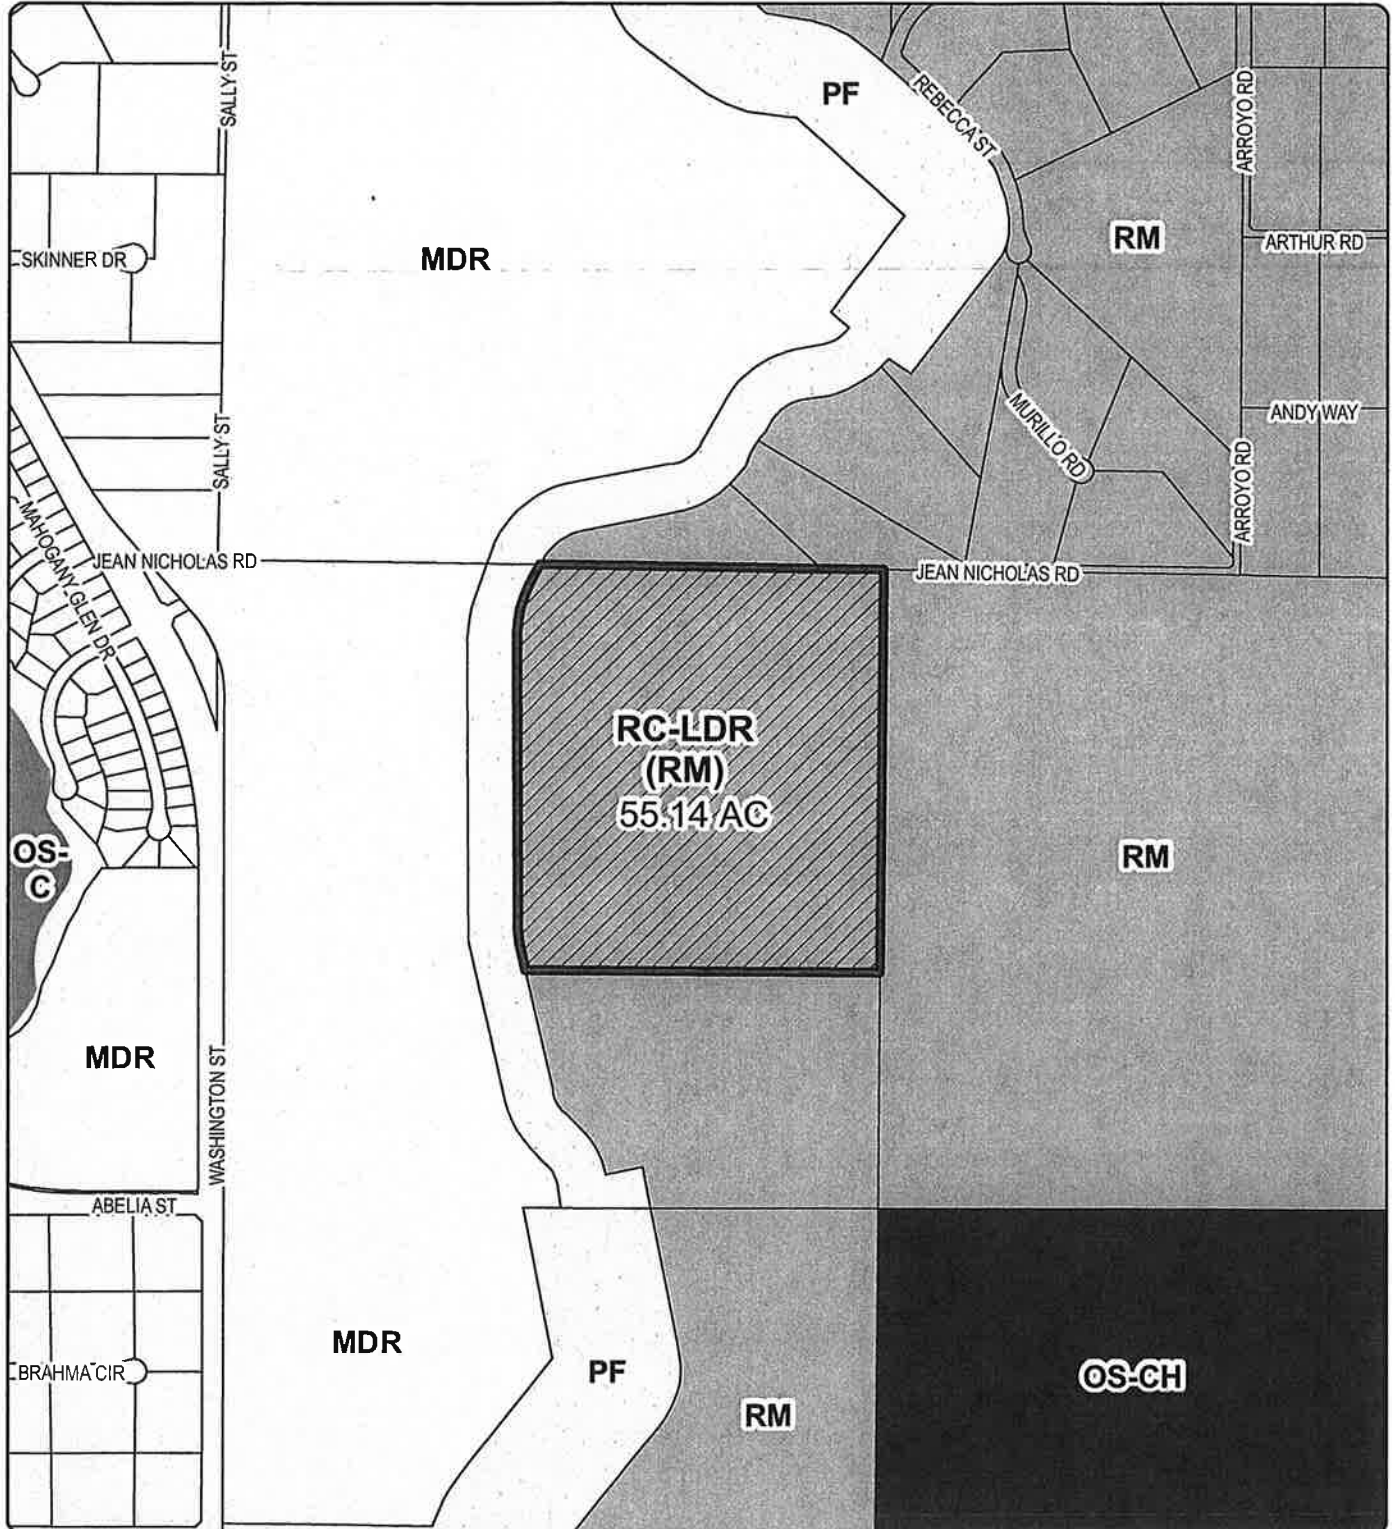 SALLY ST
PF
REBECCA ST
ARROYO RD
SKINNER DR
MDR
RM
ARTHUR RD
SALLY ST
MURILLO RD
ANDY WAY
ARROYO RD
MAHOGANY GLEN DR
JEAN NICHOLAS RD
JEAN NICHOLAS RD
RC-LDR
(RM)
55.14 AC
OS-
C
RM
MDR
WASHINGTON ST
ABELIA ST
MDR
BRAHMA CIR
PF
RM
OS-CH